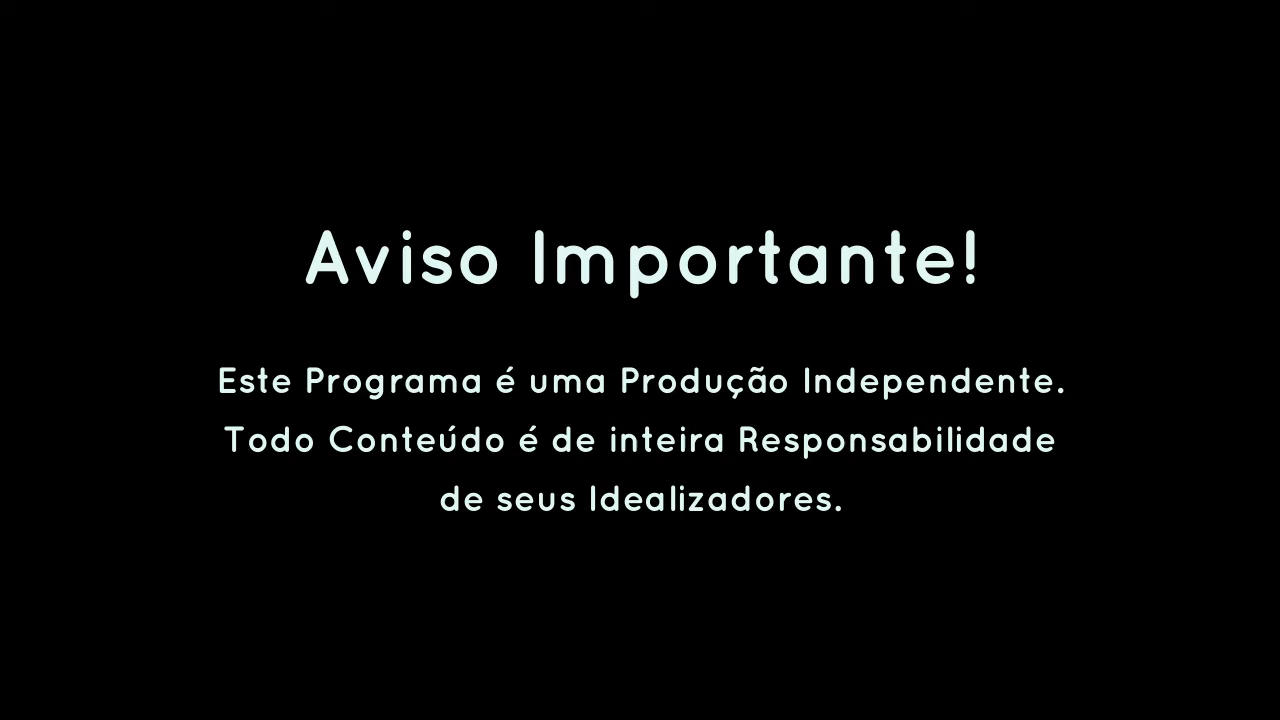 Aviso Importante!
Este Programa é uma Produção Independente.
Todo Conteúdo é de inteira Responsabilidade
de seus Idealizadores.